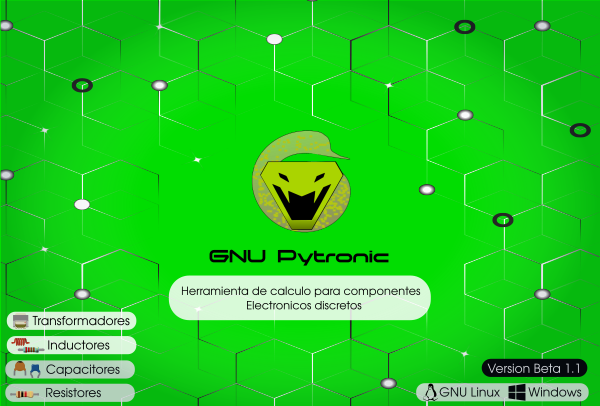 GNU Pytronic
Herramienta de calculo para componentes
Electronicos discretos
Transformadores
Inductores
Capacitores
Resistores
Version Beta 1.1
GNU Linux Windows